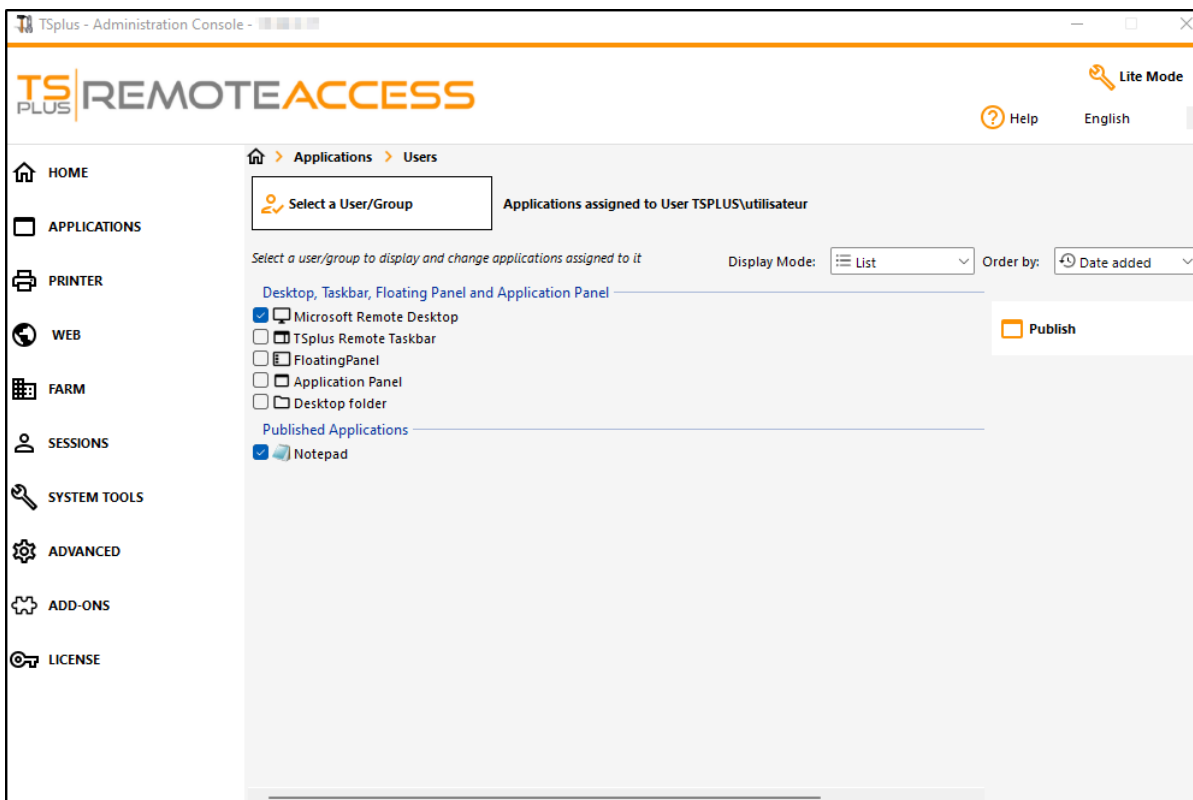 TSplus - Administration Console -
TS PLUS REMOTEACCESS
Lite Mode
Help
English
HOME
APPLICATIONS
PRINTER
WEB
FARM
SESSIONS
SYSTEM TOOLS
ADVANCED
ADD-ONS
LICENSE
Applications > Users
Select a User/Group
Applications assigned to User TSPLUS\utilisateur
Select a user/group to display and change applications assigned to it
Display Mode: List
Order by: Date added
Desktop, Taskbar, Floating Panel and Application Panel
Microsoft Remote Desktop
TSplus Remote Taskbar
FloatingPanel
Application Panel
Desktop folder
Published Applications
Notepad
Publish